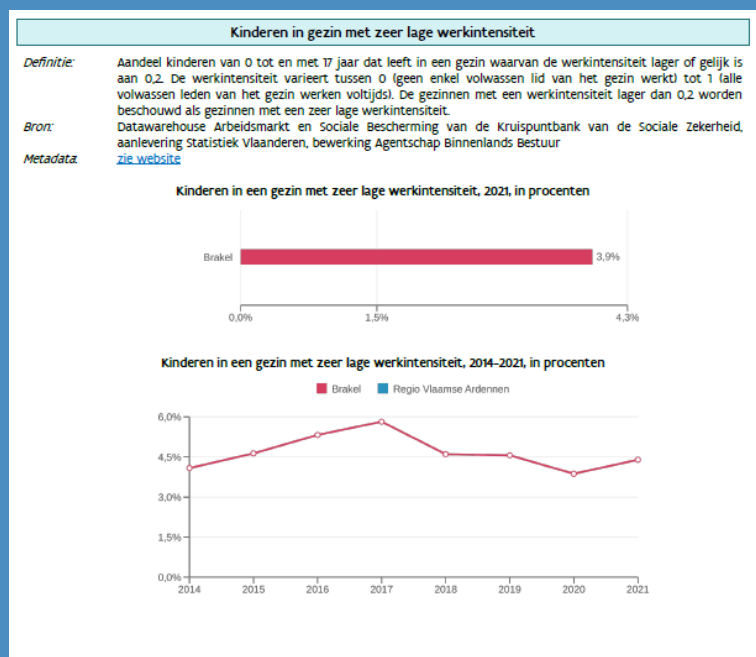 Kinderen in gezin met zeer lage werkintensiteit
Definitie: Aandeel kinderen van 0 tot en met 17 jaar dat leeft in een gezin waarvan de werkintensiteit lager of gelijk is
aan 0,2. De werkintensiteit varieert tussen 0 (geen enkel volwassen lid van het gezin werkt) tot 1 (alle
volwassen leden van het gezin werken voltijds). De gezinnen met een werkintensiteit lager dan 0,2 worden
beschouwd als gezinnen met een zeer lage werkintensiteit.
Bron: Datawarehouse Arbeidsmarkt en Sociale Bescherming van de Kruispuntbank van de Sociale Zekerheid,
aanlevering Statistiek Vlaanderen, bewerking Agentschap Binnenlands Bestuur
Metadata: zie website
Kinderen in een gezin met zeer lage werkintensiteit, 2021, in procenten
Brakel 3,9%
0,0% 1,5% 4,3%
Kinderen in een gezin met zeer lage werkintensiteit, 2014-2021, in procenten
Brakel Regio Vlaamse Ardennen
6,0%
4,5%
3,0%
1,5%
0,0%
2014 2015 2016 2017 2018 2019 2020 2021